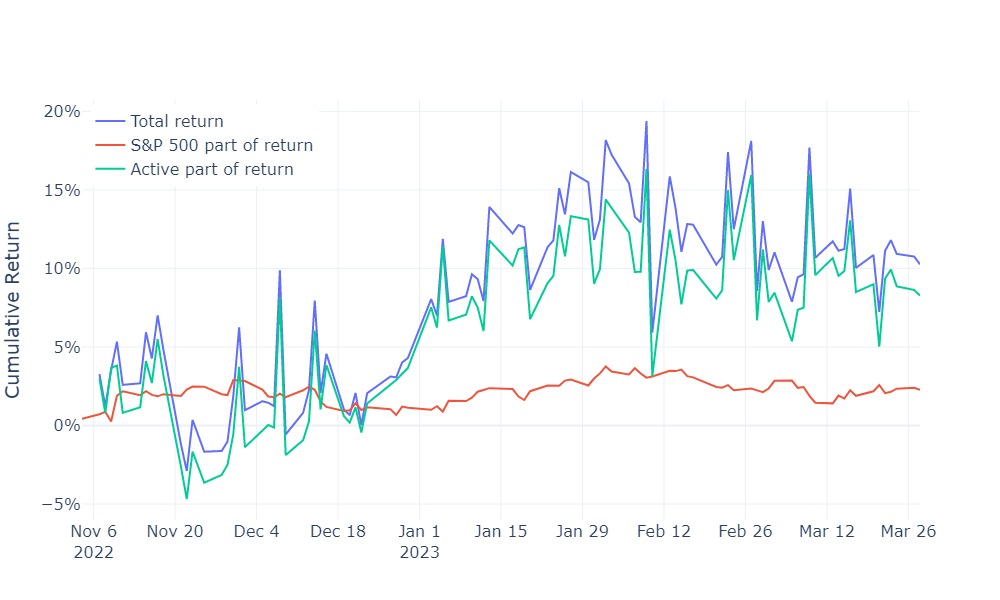 Total return
S&P 500 part of return
Active part of return
Cumulative Return
20%
15%
10%
5%
0%
−5%
Nov 6
2022
Nov 20
Dec 4
Dec 18
Jan 1
2023
Jan 15
Jan 29
Feb 12
Feb 26
Mar 12
Mar 26